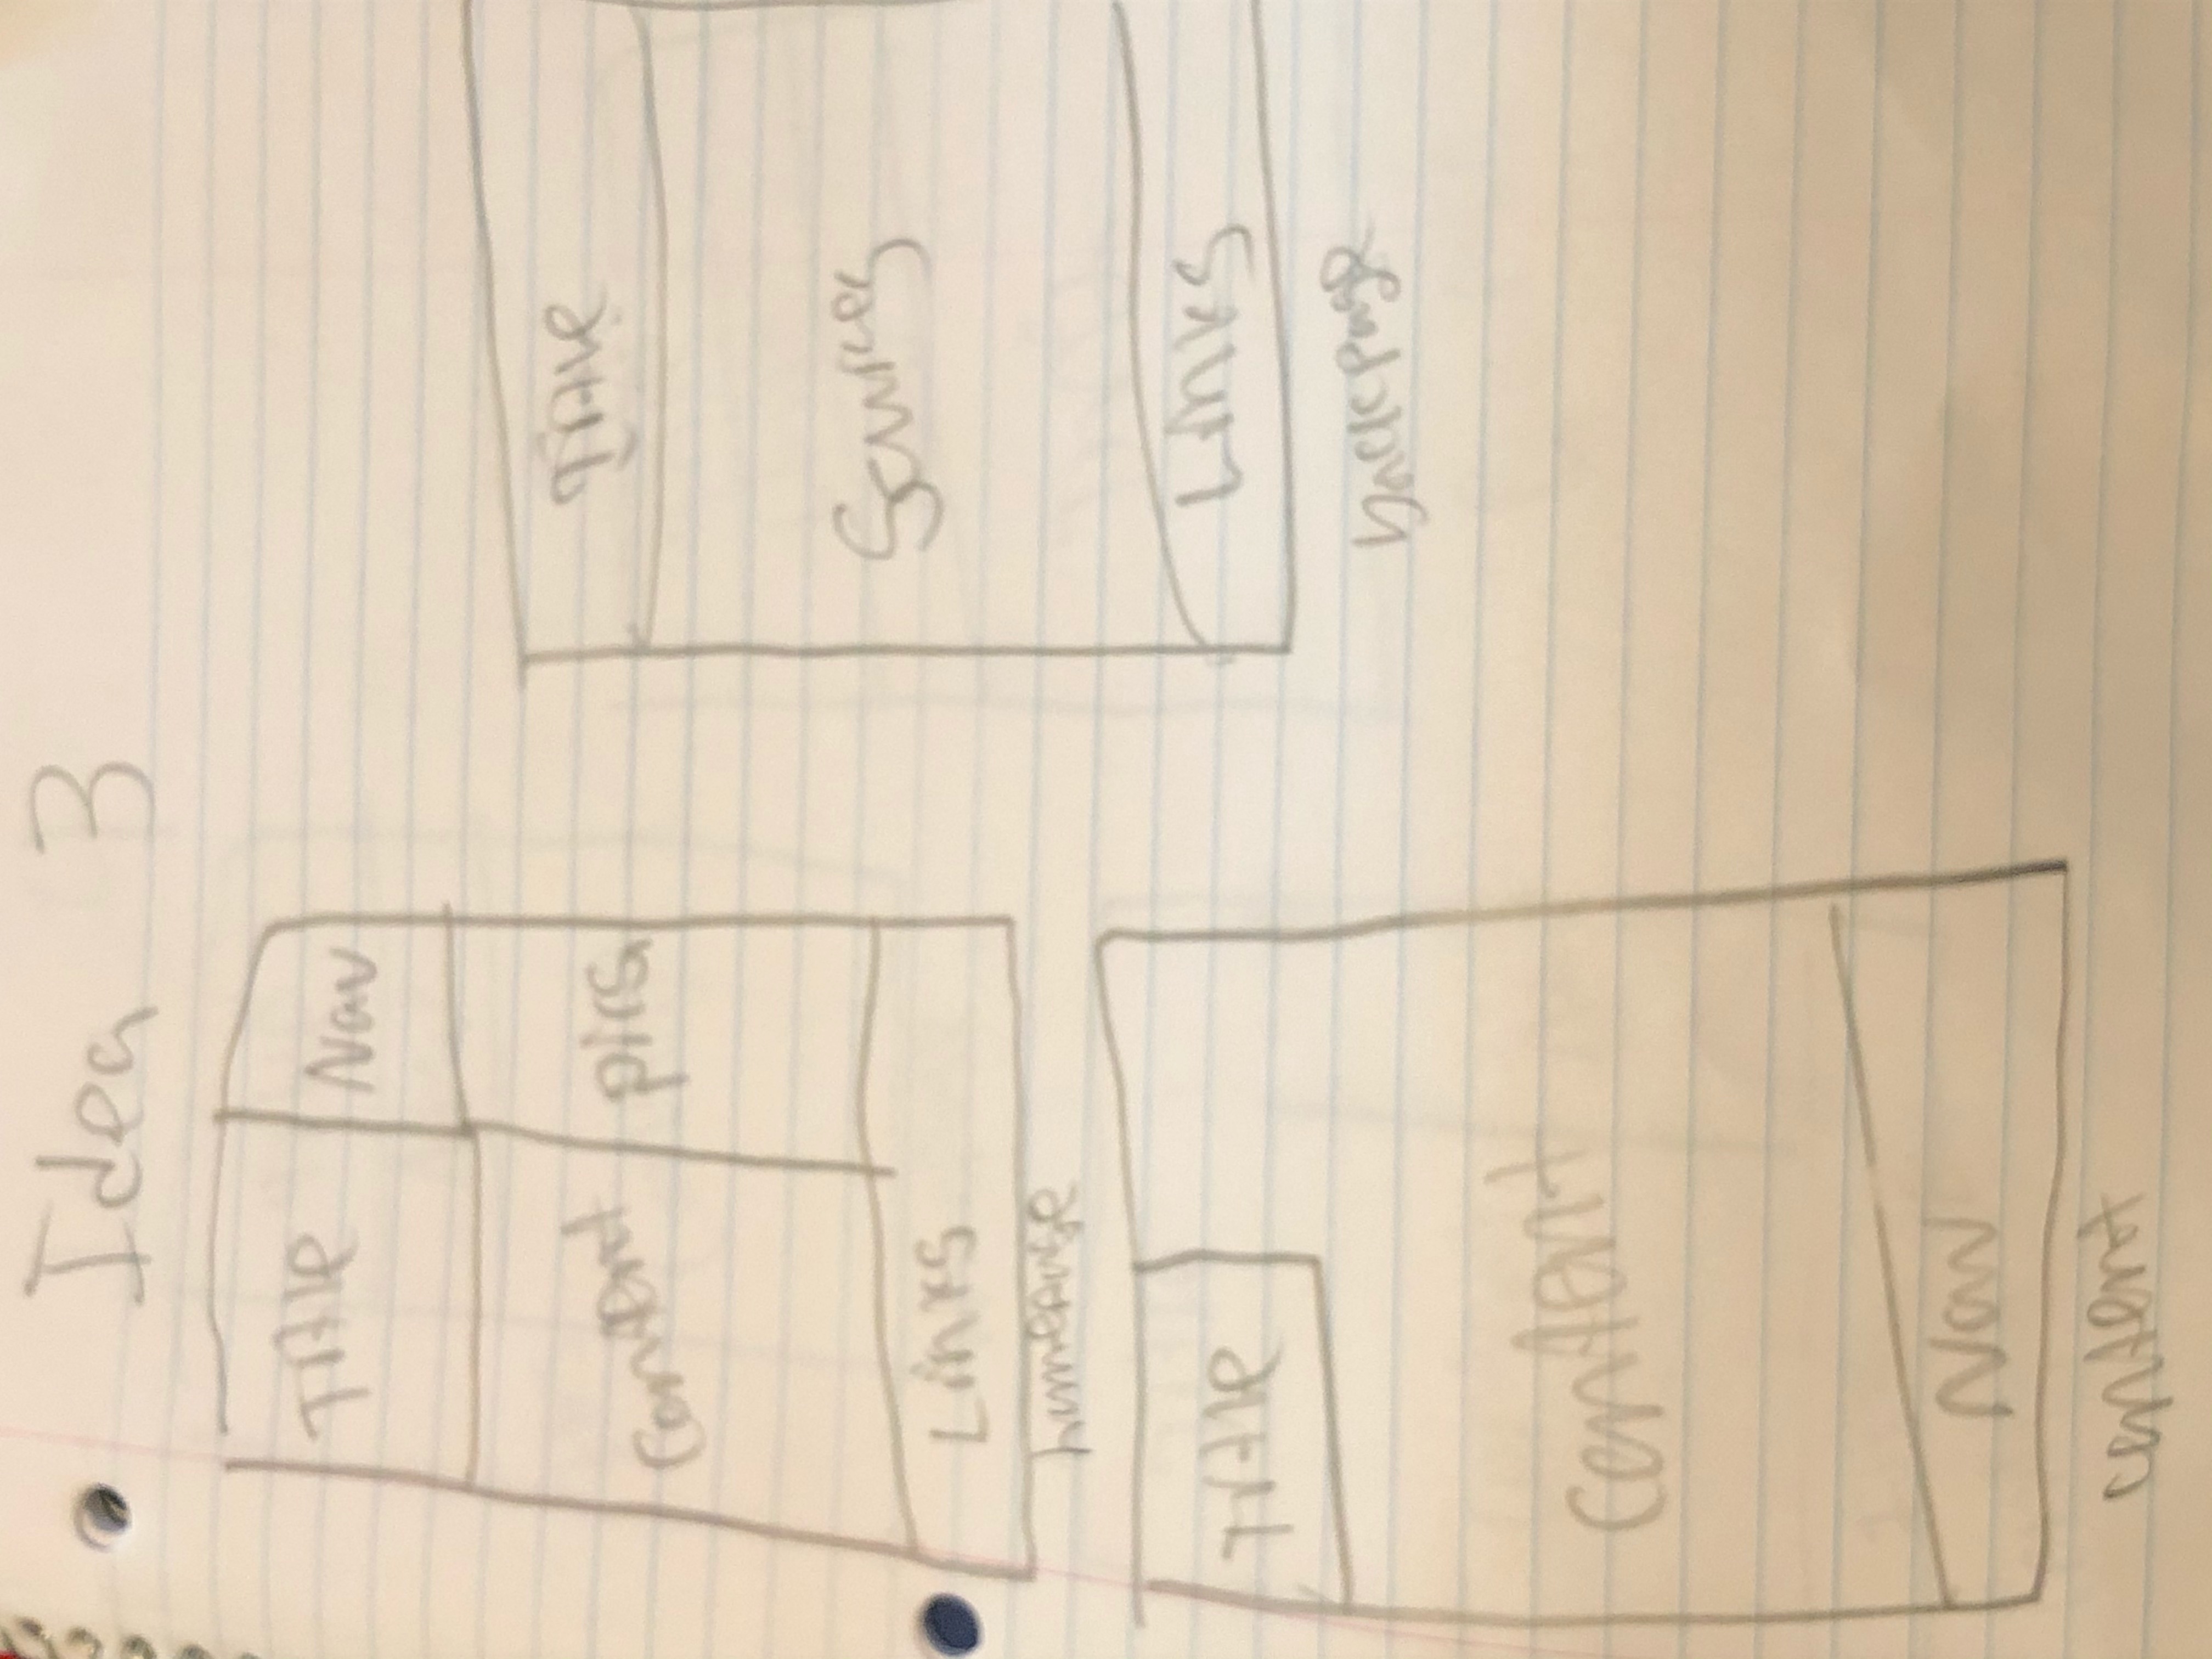 Idea 3
Title Nav
Content pics
Links
homepage
Title
Sources
Links
backpage
Title
Content
Nav
content